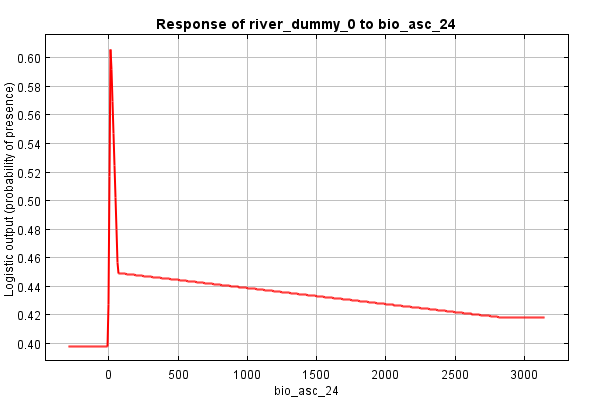 Response of river_dummy_0 to bio_asc_24
Logistic output (probability of presence)
0.60
0.58
0.56
0.54
0.52
0.50
0.48
0.46
0.44
0.42
0.40
0 500 1000 1500 2000 2500 3000
bio_asc_24